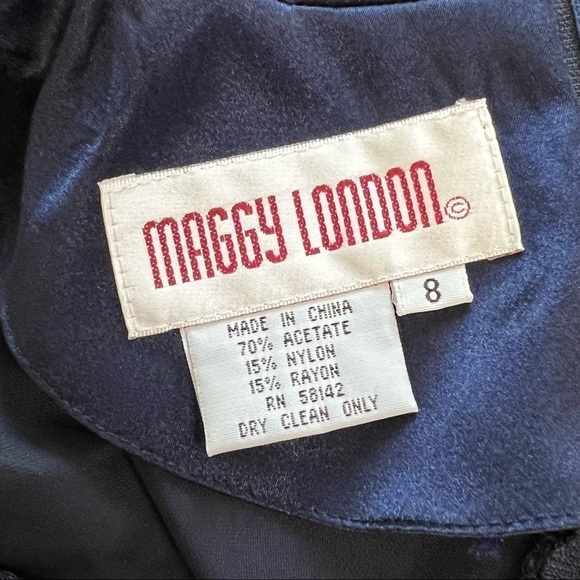 MAGGY LONDON ©
8
MADE IN CHINA
70% ACETATE
15% NYLON
15% RAYON
RN 58142
DRY CLEAN ONLY